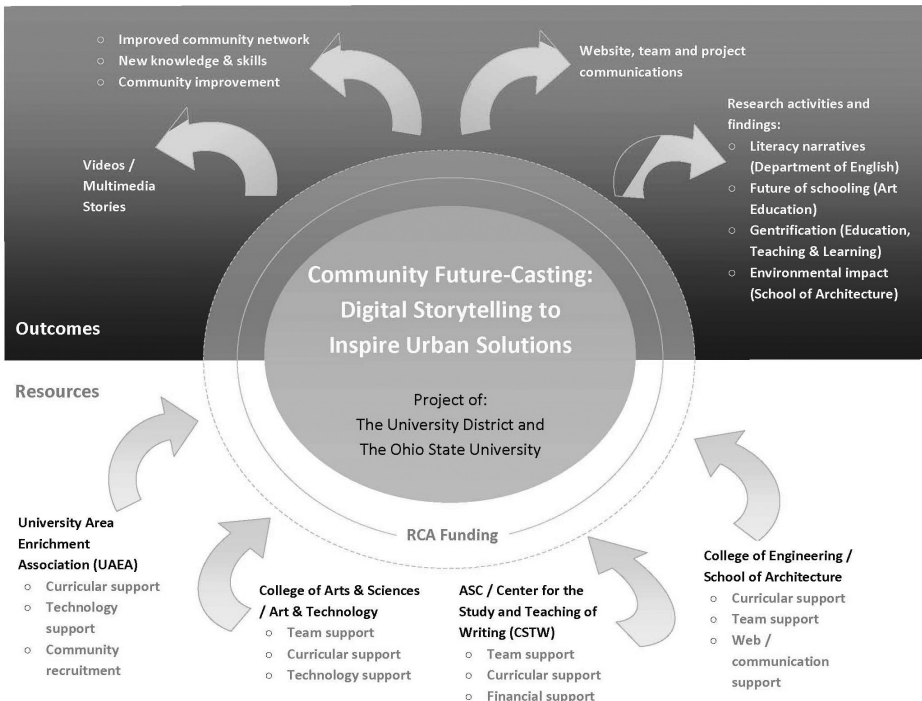 ○ Improved community network
○ New knowledge & skills
○ Community improvement
Website, team and project
communications
Videos /
Multimedia
Stories
Research activities and
findings:
○ Literacy narratives
(Department of English)
○ Future of schooling (Art
Education)
○ Gentrification (Education,
Teaching & Learning)
○ Environmental impact
(School of Architecture)
Outcomes
Community Future-Casting:
Digital Storytelling to
Inspire Urban Solutions
Project of:
The University District and
The Ohio State University
RCA Funding
Resources
University Area
Enrichment
Association (UAEA)
○ Curricular support
○ Technology
support
○ Community
recruitment
College of Arts & Sciences
/ Art & Technology
○ Team support
○ Curricular support
○ Technology support
ASC / Center for the
Study and Teaching of
Writing (CSTW)
○ Team support
○ Curricular support
○ Financial support
College of Engineering /
School of Architecture
○ Curricular support
○ Team support
○ Web /
communication
support